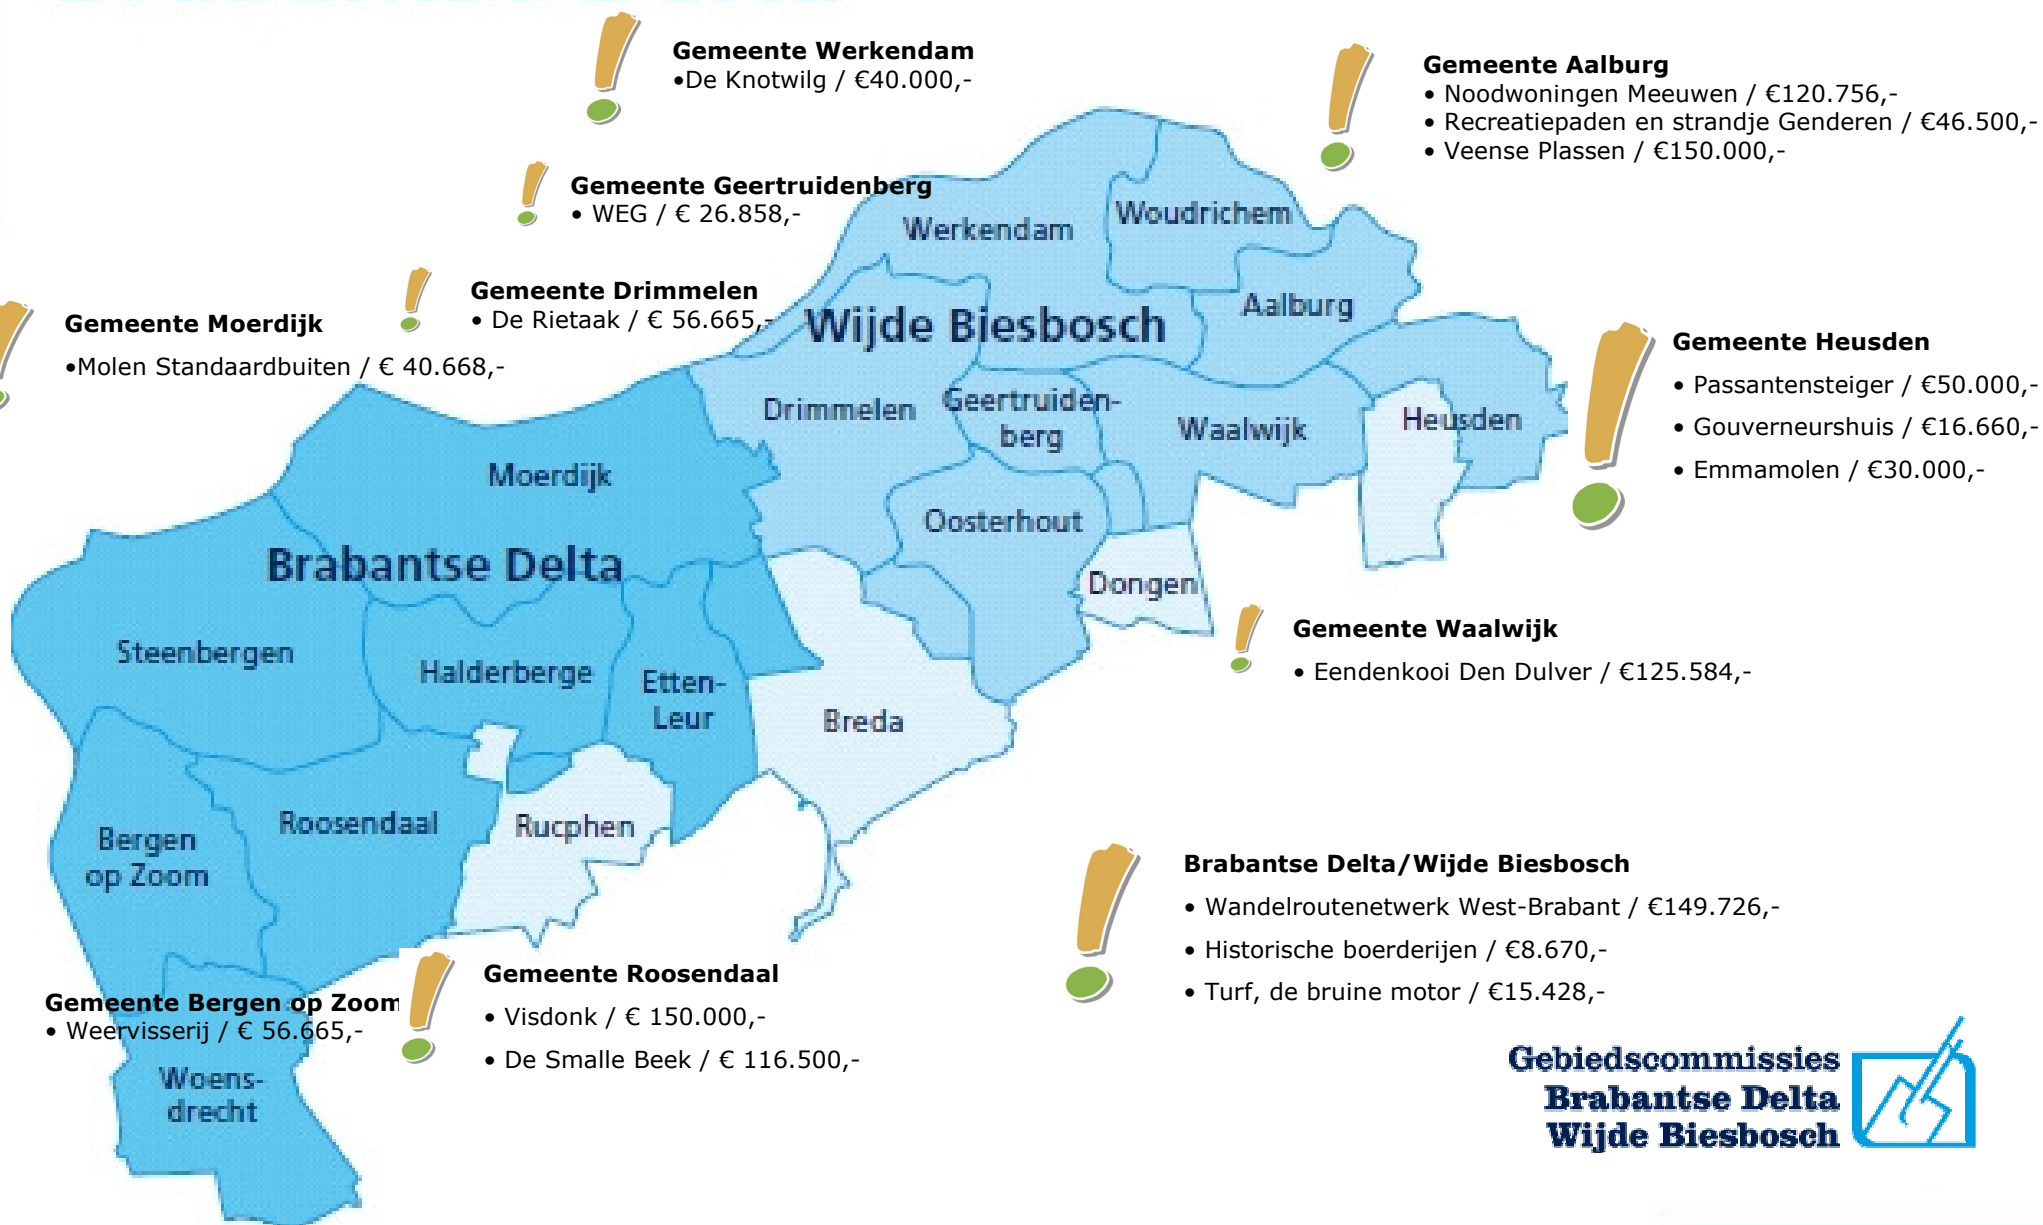 Gemeente Werkendam
•De Knotwilg / €40.000,-
Gemeente Aalburg
• Noodwoningen Meeuwen / €120.756,-
• Recreatiepaden en strandje Genderen / €46.500,-
• Veense Plassen / €150.000,-
Gemeente Geertruidenberg
• WEG / € 26.858,-
Gemeente Drimmelen
• De Rietaak / € 56.665,-
Gemeente Moerdijk
•Molen Standaardbuiten / € 40.668,-
Gemeente Heusden
• Passantensteiger / €50.000,-
• Gouverneurshuis / €16.660,-
• Emmamolen / €30.000,-
Werkendam
Woudrichem
Aalburg
Wijde Biesbosch
Drimmelen
Geertruiden-
berg
Waalwijk
Heusden
Moerdijk
Oosterhout
Brabantse Delta
Dongen
Steenbergen
Halderberge
Etten-
Leur
Breda
Gemeente Waalwijk
• Eendenkooi Den Dulver / €125.584,-
Bergen
op Zoom
Roosendaal
Rucphen
Brabantse Delta/Wijde Biesbosch
• Wandelroutenetwerk West-Brabant / €149.726,-
• Historische boerderijen / €8.670,-
• Turf, de bruine motor / €15.428,-
Gemeente Bergen op Zoom
• Weervisserij / € 56.665,-
Gemeente Roosendaal
• Visdonk / € 150.000,-
• De Smalle Beek / € 116.500,-
Woens-
drecht
Gebiedscommissies
Brabantse Delta
Wijde Biesbosch